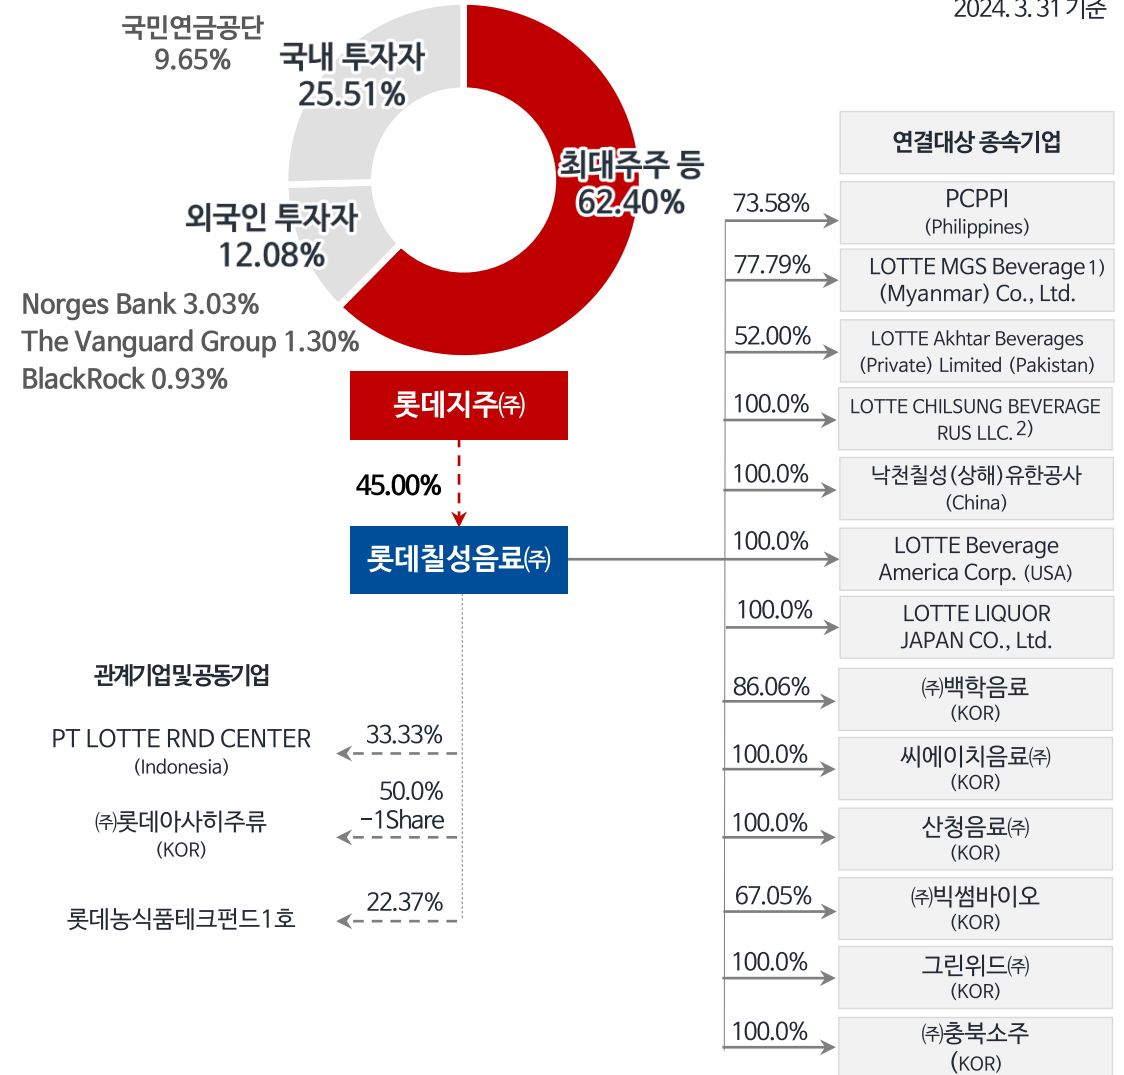 2024. 3. 31 기준
국민연금공단
9.65%
국내 투자자
25.51%
최대주주 등
62.40%
외국인 투자자
12.08%
Norges Bank 3.03%
The Vanguard Group 1.30%
BlackRock 0.93%
롯데지주㈜
45.00%
롯데칠성음료㈜
관계기업및공동기업
PT LOTTE RND CENTER
(Indonesia)
33.33%
㈜롯데아사히주류
(KOR)
50.0%
-1Share
롯데농식품테크펀드1호
22.37%
연결대상 종속기업
73.58%
PCPPI
(Philippines)
77.79%
LOTTE MGS Beverage1)
(Myanmar) Co., Ltd.
52.00%
LOTTE Akhtar Beverages
(Private) Limited (Pakistan)
100.0%
LOTTE CHILSUNG BEVERAGE
RUS LLC.2)
100.0%
낙천칠성(상해)유한공사
(China)
100.0%
LOTTE Beverage
America Corp. (USA)
100.0%
LOTTE LIQUOR
JAPAN CO., Ltd.
86.06%
㈜백학음료
(KOR)
100.0%
씨에이치음료㈜
(KOR)
100.0%
산청음료㈜
(KOR)
67.05%
㈜빅썸바이오
(KOR)
100.0%
그린위드㈜
(KOR)
100.0%
㈜충북소주
(KOR)